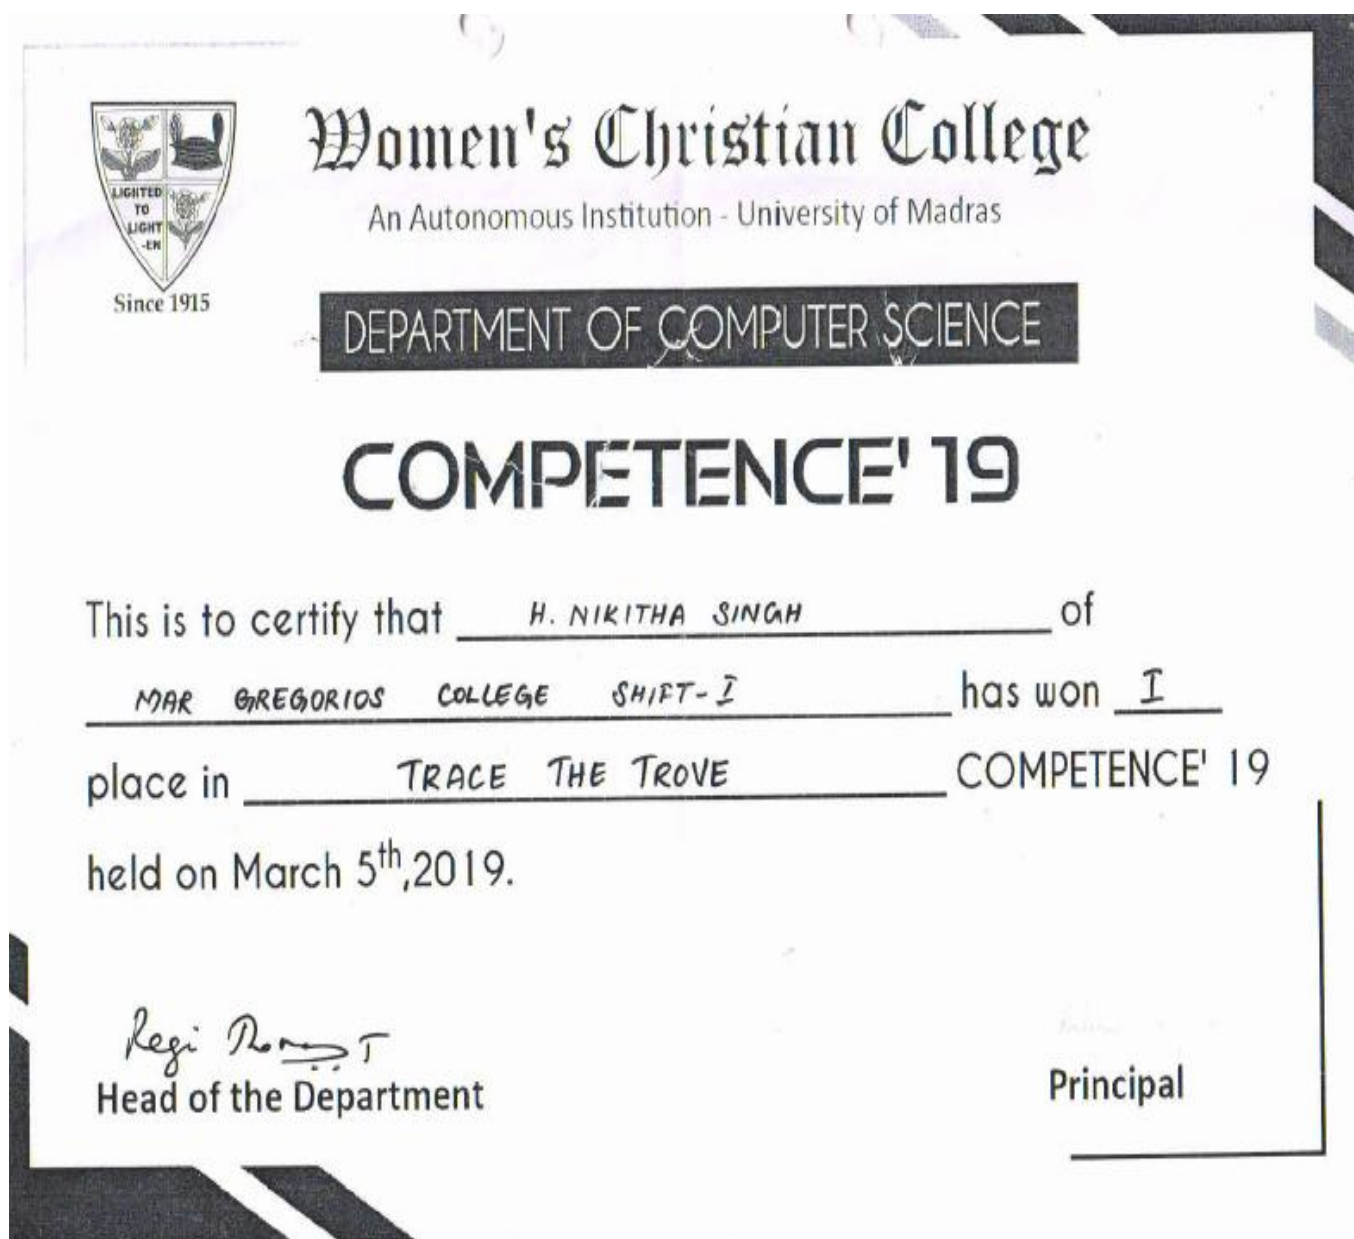 Women's Christian College
An Autonomous Institution - University of Madras
LIGHTED
TO
LIGHT
-EN
Since 1915
DEPARTMENT OF COMPUTER SCIENCE
COMPETENCE' 19
This is to certify that H. NIKITHA SINGH of
MAR GREGORIOS COLLEGE SHIFT-I has won I
place in TRACE THE TROVE COMPETENCE' 19
held on March 5th,2019.
Regi Thomas T
Head of the Department
Principal